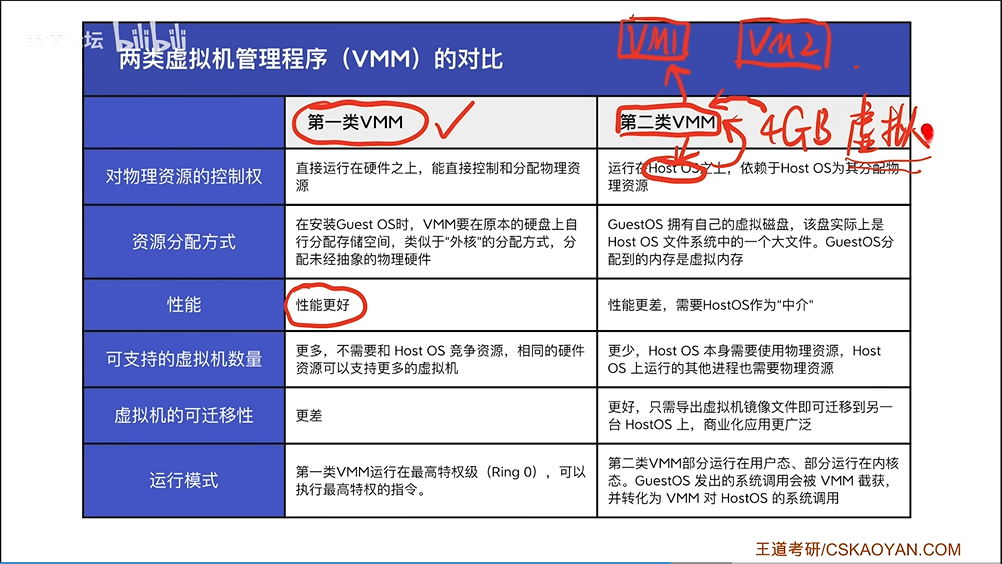 bilibili
两类虚拟机管理程序（VMM）的对比
VM1
VM2
第一类VMM
第二类VMM
4GB 虚拟
对物理资源的控制权
直接运行在硬件之上，能直接控制和分配物理资
源
运行在Host OS之上，依赖于Host OS为其分配物
理资源
资源分配方式
在安装Guest OS时，VMM要在原本的硬盘上自
行分配存储空间，类似于“外核”的分配方式，分
配未经抽象的物理硬件
GuestOS 拥有自己的虚拟磁盘，该盘实际上是
Host OS 文件系统中的一个大文件。GuestOS分
配到的内存是虚拟内存
性能
性能更好
性能更差，需要HostOS作为“中介”
可支持的虚拟机数量
更多，不需要和 Host OS 竞争资源，相同的硬件
资源可以支持更多的虚拟机
更少，Host OS 本身需要使用物理资源，Host
OS 上运行的其他进程也需要物理资源
虚拟机的可迁移性
更差
更好，只需导出虚拟机镜像文件即可迁移到另一
台 HostOS 上，商业化应用更广泛
运行模式
第一类VMM运行在最高特权级（Ring 0），可以
执行最高特权的指令。
第二类VMM部分运行在用户态、部分运行在内核
态。GuestOS 发出的系统调用会被 VMM 截获，
并转化为 VMM 对 HostOS 的系统调用
王道考研/CSKAOYAN.COM